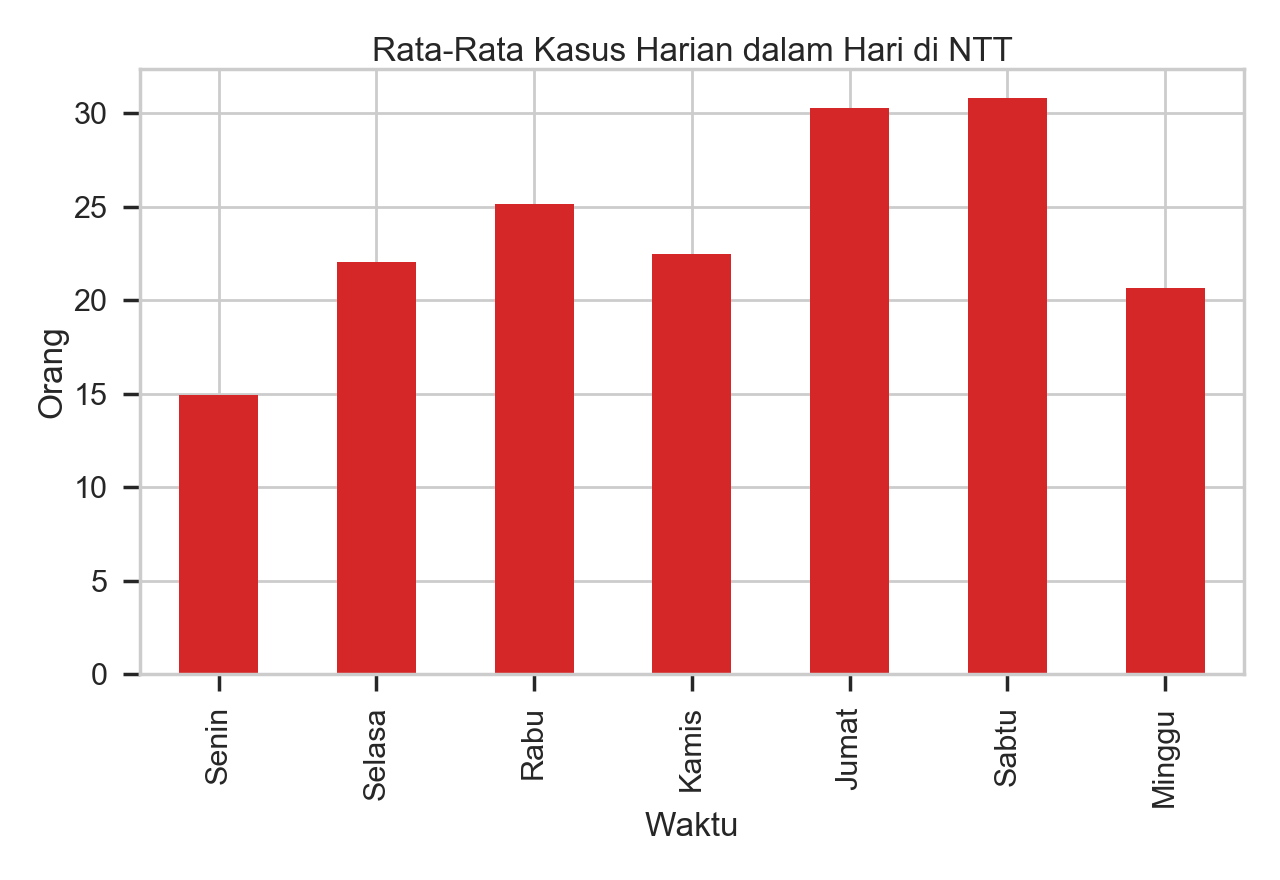 Rata-Rata Kasus Harian dalam Hari di NTT
30
25
20
15
10
5
0
Orang
Senin
Selasa
Rabu
Kamis
Jumat
Sabtu
Minggu
Waktu